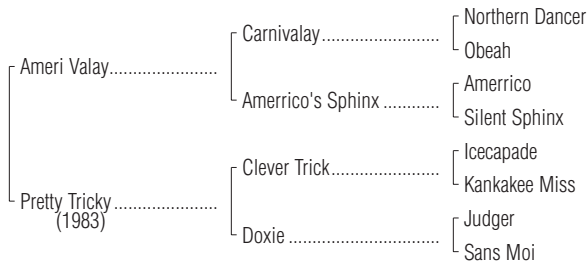 Northern Dancer
Carnivalay........................
Obeah
Ameri Valay......................
Amerrico
Amerrico's Sphinx ...........
Silent Sphinx
Icecapade
Clever Trick......................
Kankakee Miss
Pretty Tricky .....................
(1983)
Judger
Doxie ...............................
Sans Moi